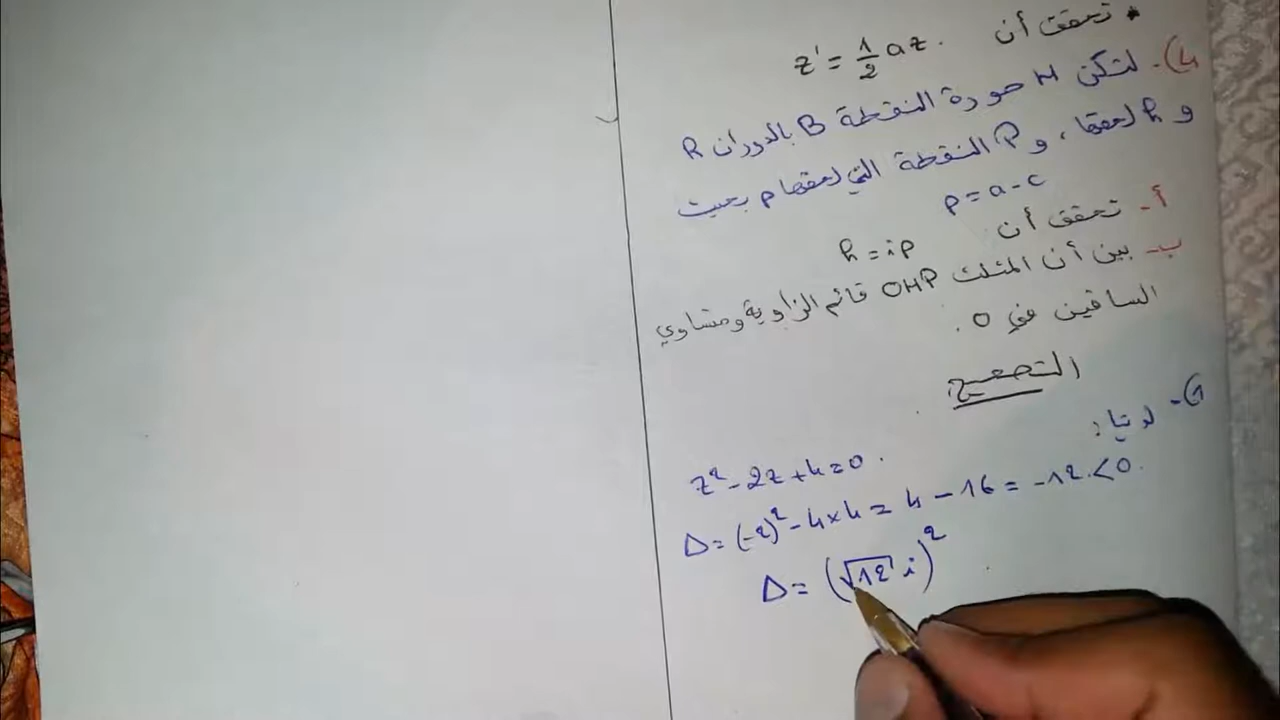 • تحقق أن z' = 1/2 az.
4)- لتكن H صورة النقطة B بالدوران R
و h لحقها، و P النقطة التي لحقها p بحيث
p = a - c
أ- تحقق أن h = ip
ب- بين أن المثلث OHP قائم الزاوية ومتساوي
الساقين في O.
التصحيح
1)- لدينا:
z² - 2z + 4 = 0.
Δ = (-2)² - 4×4 = 4 - 16 = -12 < 0.
Δ = (√12 i)²